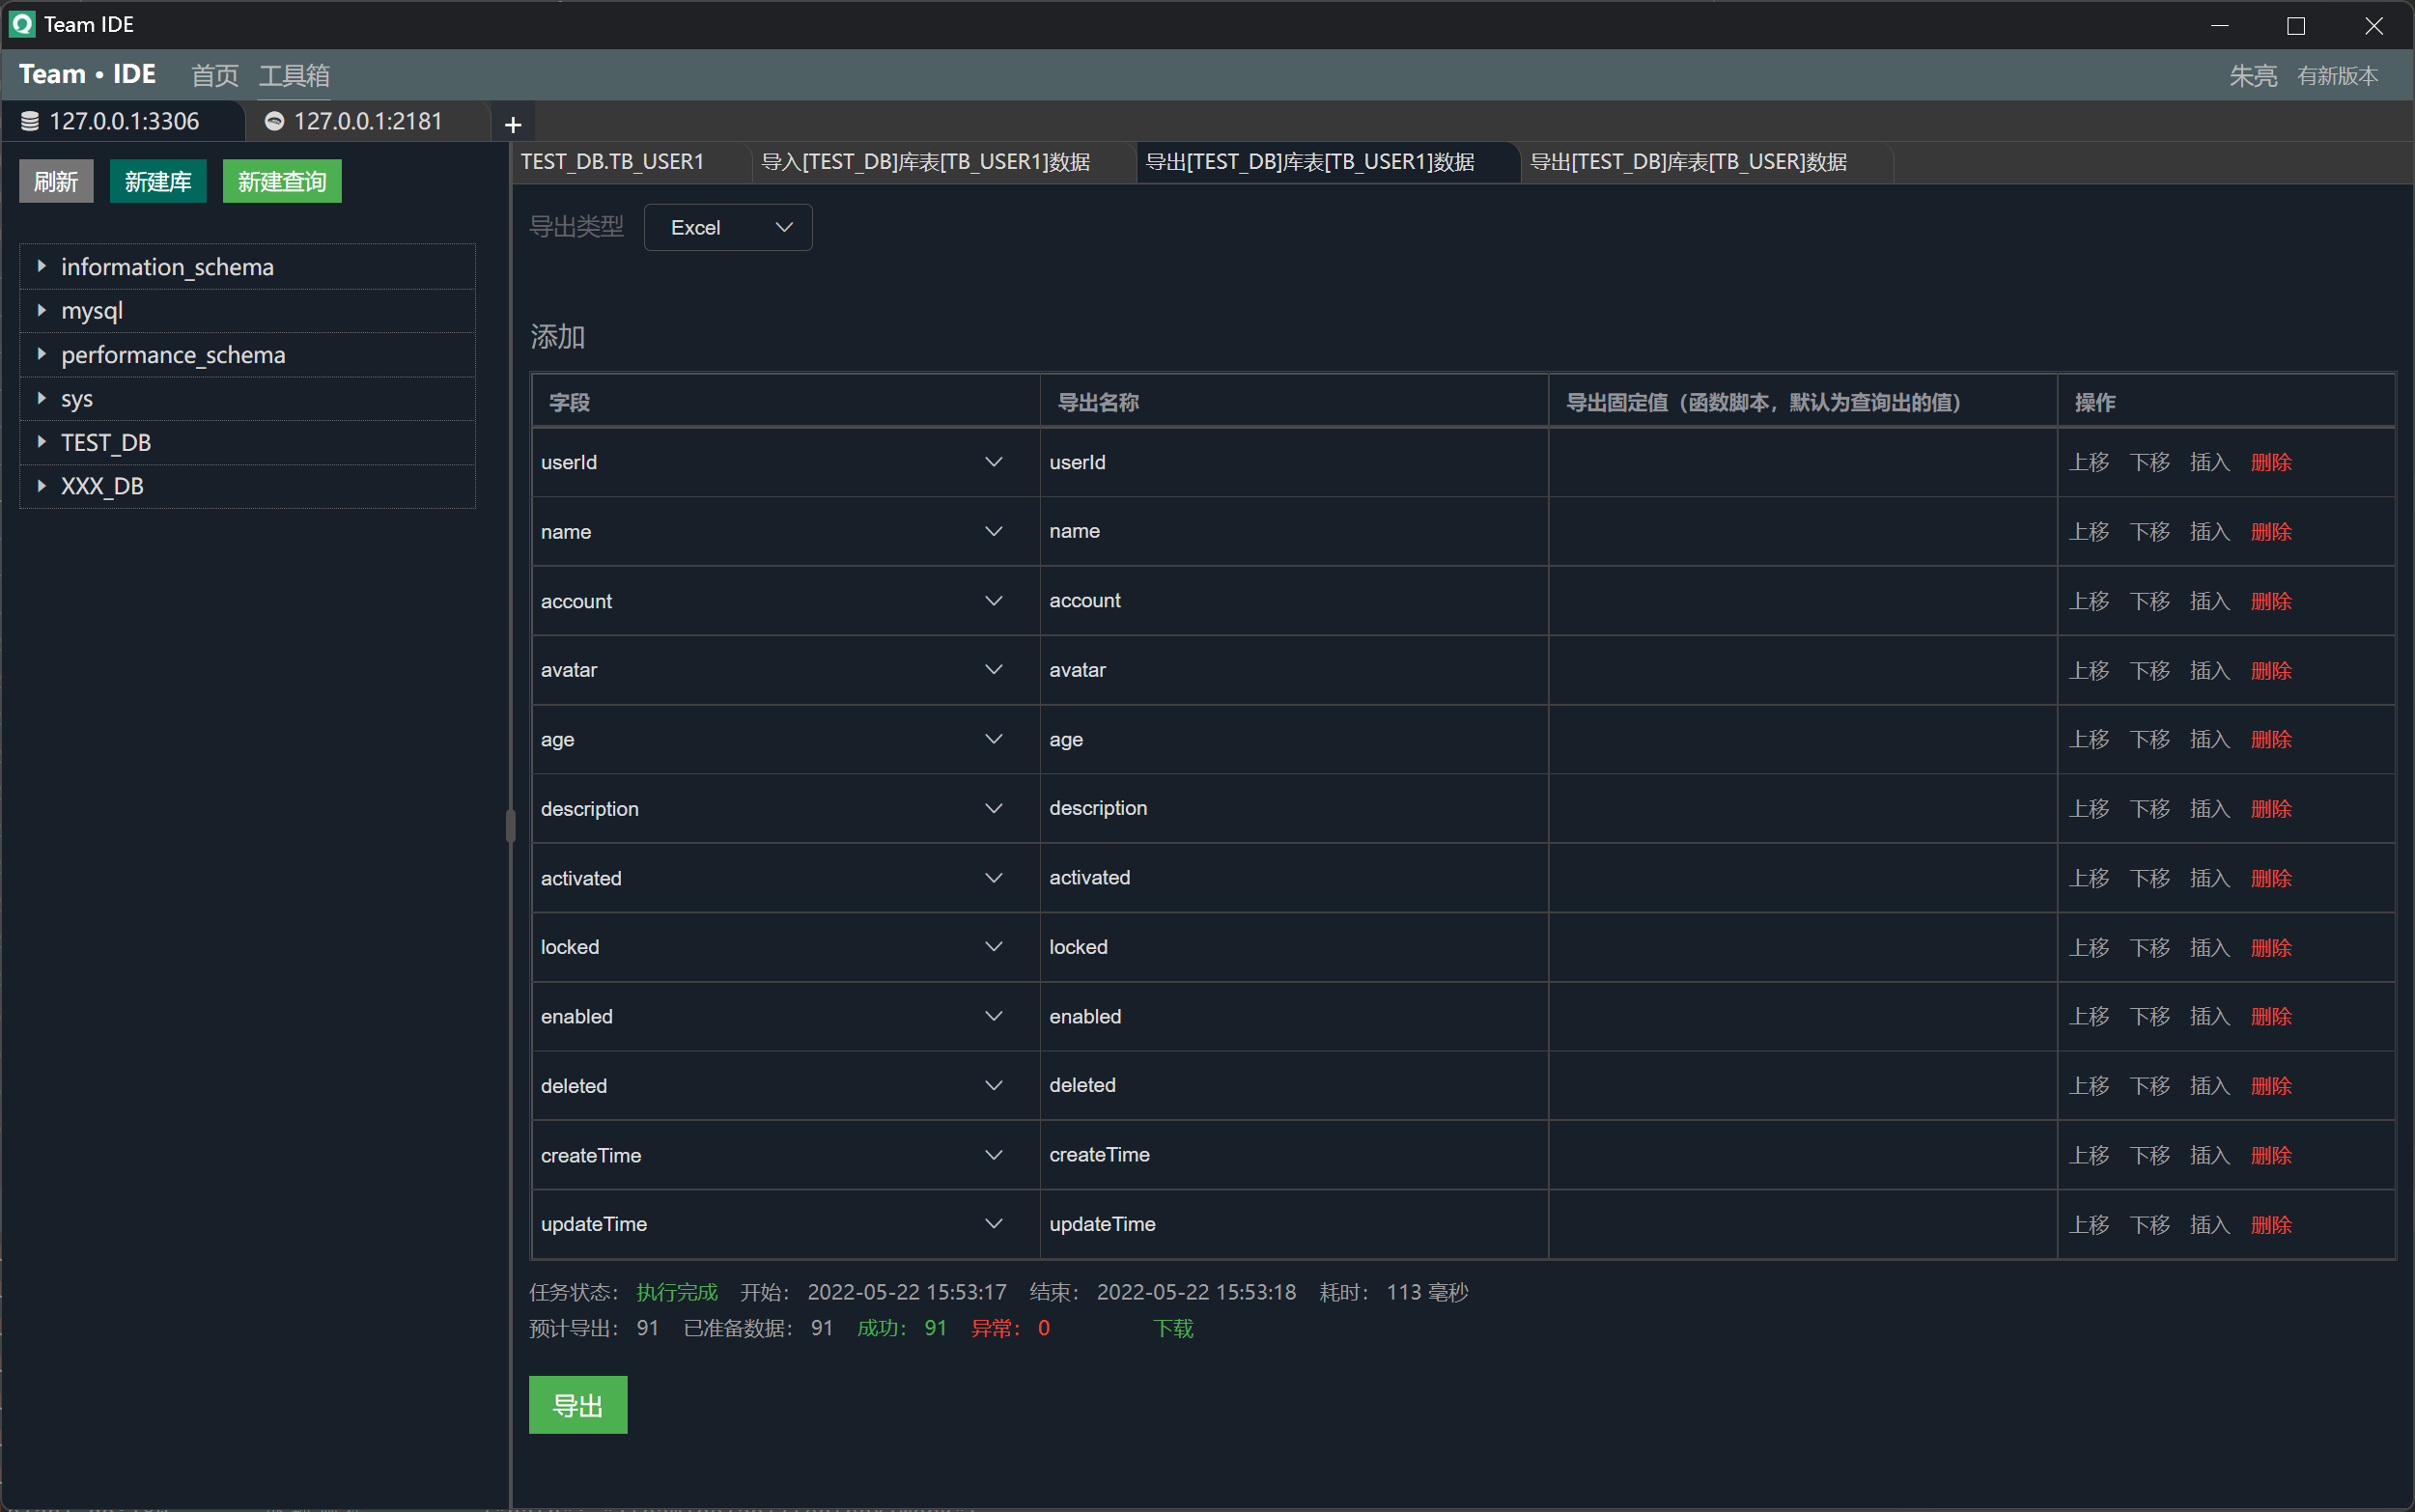 Team IDE
Team • IDE 首页 工具箱 朱亮 有新版本
127.0.0.1:3306 127.0.0.1:2181 +
TEST_DB.TB_USER1 导入[TEST_DB]库表[TB_USER1]数据 导出[TEST_DB]库表[TB_USER1]数据 导出[TEST_DB]库表[TB_USER]数据
刷新 新建库 新建查询
information_schema
mysql
performance_schema
sys
TEST_DB
XXX_DB
导出类型 Excel
添加
字段 导出名称 导出固定值（函数脚本，默认为查询出的值） 操作
userId userId 上移 下移 插入 删除
name name 上移 下移 插入 删除
account account 上移 下移 插入 删除
avatar avatar 上移 下移 插入 删除
age age 上移 下移 插入 删除
description description 上移 下移 插入 删除
activated activated 上移 下移 插入 删除
locked locked 上移 下移 插入 删除
enabled enabled 上移 下移 插入 删除
deleted deleted 上移 下移 插入 删除
createTime createTime 上移 下移 插入 删除
updateTime updateTime 上移 下移 插入 删除
任务状态： 执行完成 开始： 2022-05-22 15:53:17 结束： 2022-05-22 15:53:18 耗时： 113 毫秒
预计导出： 91 已准备数据： 91 成功： 91 异常： 0 下载
导出